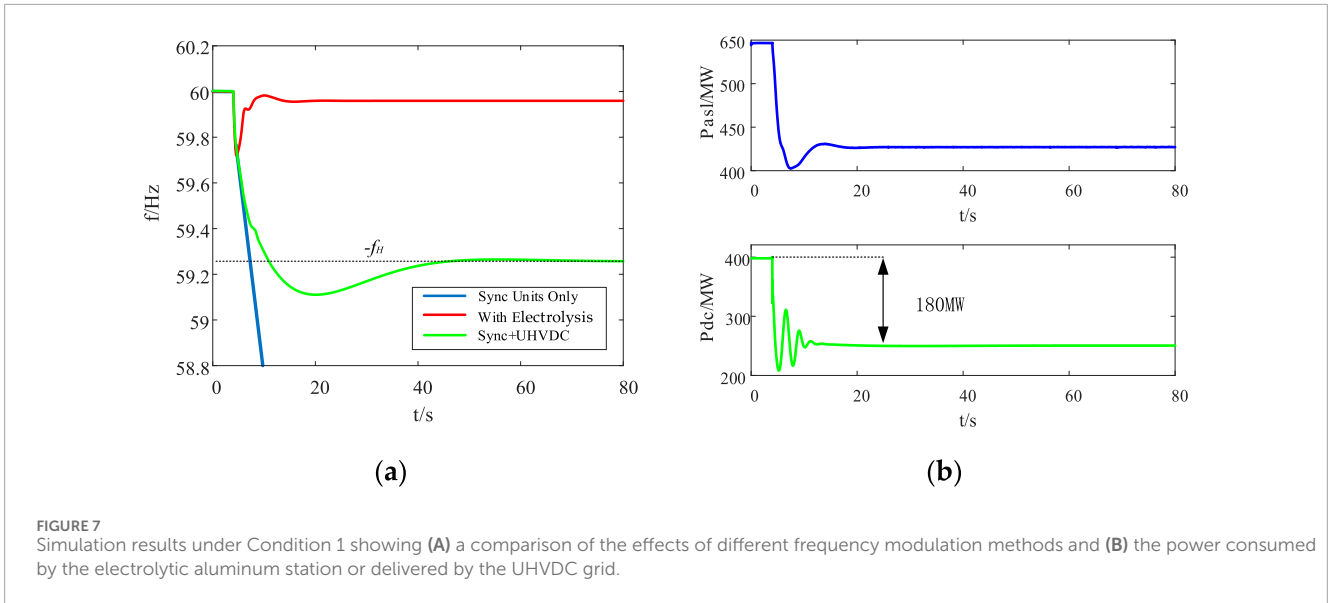 60.2
60
59.8
59.6
59.4
59.2
59
58.8
f/Hz
-fH
Sync Units Only
With Electrolysis
Sync+UHVDC
0 20 40 60 80
t/s
(a)
650
500
450
400
Pasl/MW
0 20 40 60 80
t/s
400
300
200
Pdc/MW
180MW
0 20 40 60 80
t/s
(b)
FIGURE 7
Simulation results under Condition 1 showing (A) a comparison of the effects of different frequency modulation methods and (B) the power consumed
by the electrolytic aluminum station or delivered by the UHVDC grid.